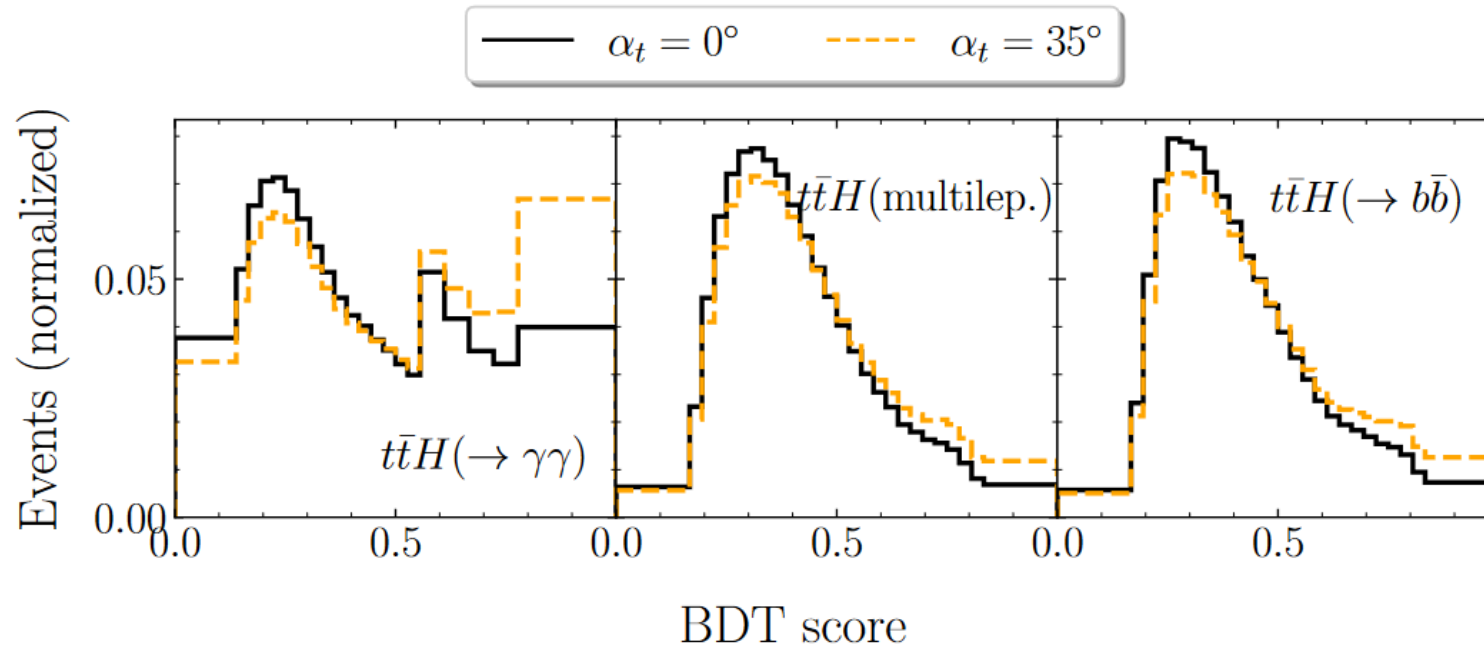 α_t = 0° α_t = 35°
Events (normalized)
0.05
0.00
tt̄H(→ γγ)
tt̄H(multilep.)
tt̄H(→ bb̄)
0.0 0.5 0.0 0.5 0.0 0.5
BDT score